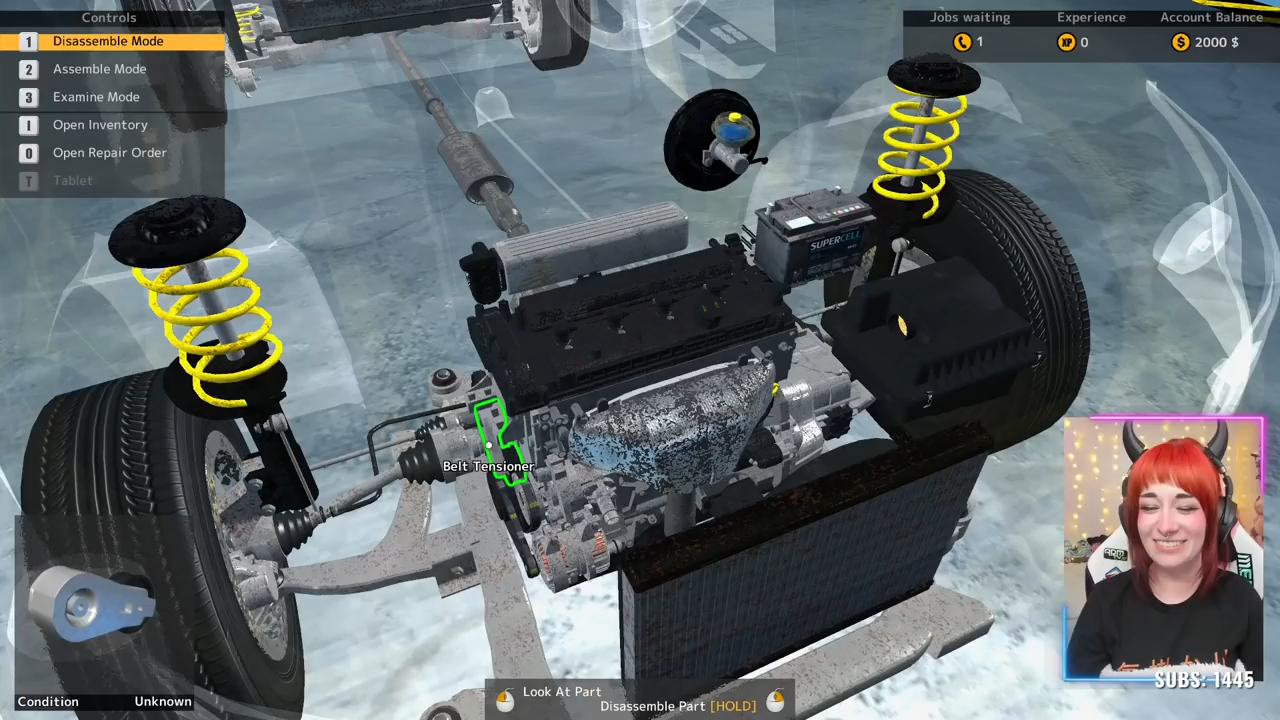 Controls
1 Disassemble Mode
2 Assemble Mode
3 Examine Mode
I Open Inventory
O Open Repair Order
T Tablet
Jobs waiting Experience Account Balance
1 XP 0 $ 2000 $
SUPERCELL
Belt Tensioner
Condition Unknown
Look At Part
Disassemble Part [HOLD]
SUBS: 1445